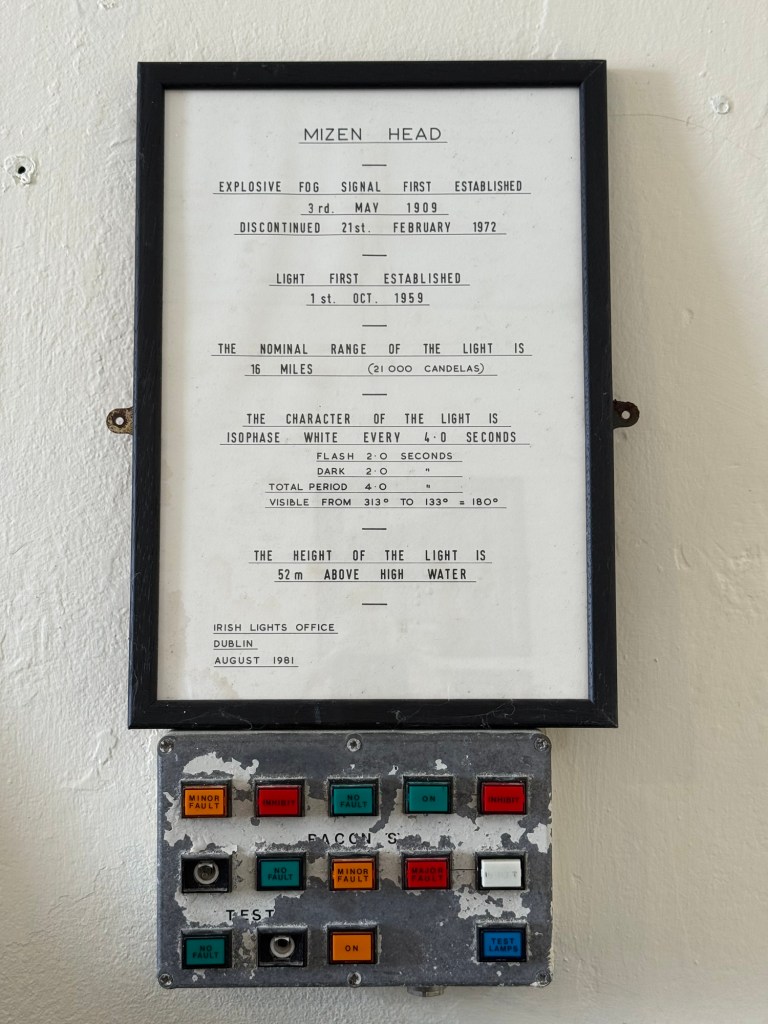 MIZEN HEAD
EXPLOSIVE FOG SIGNAL FIRST ESTABLISHED
3rd. MAY 1909
DISCONTINUED 21st. FEBRUARY 1972
LIGHT FIRST ESTABLISHED
1st. OCT. 1959
THE NOMINAL RANGE OF THE LIGHT IS
16 MILES (21 000 CANDELAS)
THE CHARACTER OF THE LIGHT IS
ISOPHASE WHITE EVERY 4·0 SECONDS
FLASH 2·0 SECONDS
DARK 2·0 "
TOTAL PERIOD 4·0 "
VISIBLE FROM 313° TO 133° = 180°
THE HEIGHT OF THE LIGHT IS
52m ABOVE HIGH WATER
IRISH LIGHTS OFFICE
DUBLIN
AUGUST 1981
MINOR
FAULT
INHIBIT
NO
FAULT
ON
INHIBIT
NO
FAULT
MINOR
FAULT
MAJOR
FAULT
TEST
NO
FAULT
ON
TEST
LAMPS